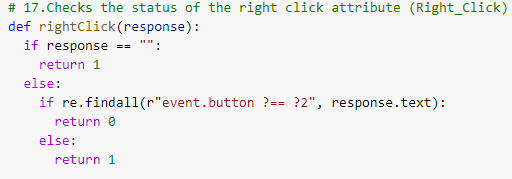 # 17.Checks the status of the right click attribute (Right_Click)
def rightClick(response):
  if response == "":
    return 1
  else:
    if re.findall(r"event.button ?== ?2", response.text):
      return 0
    else:
      return 1